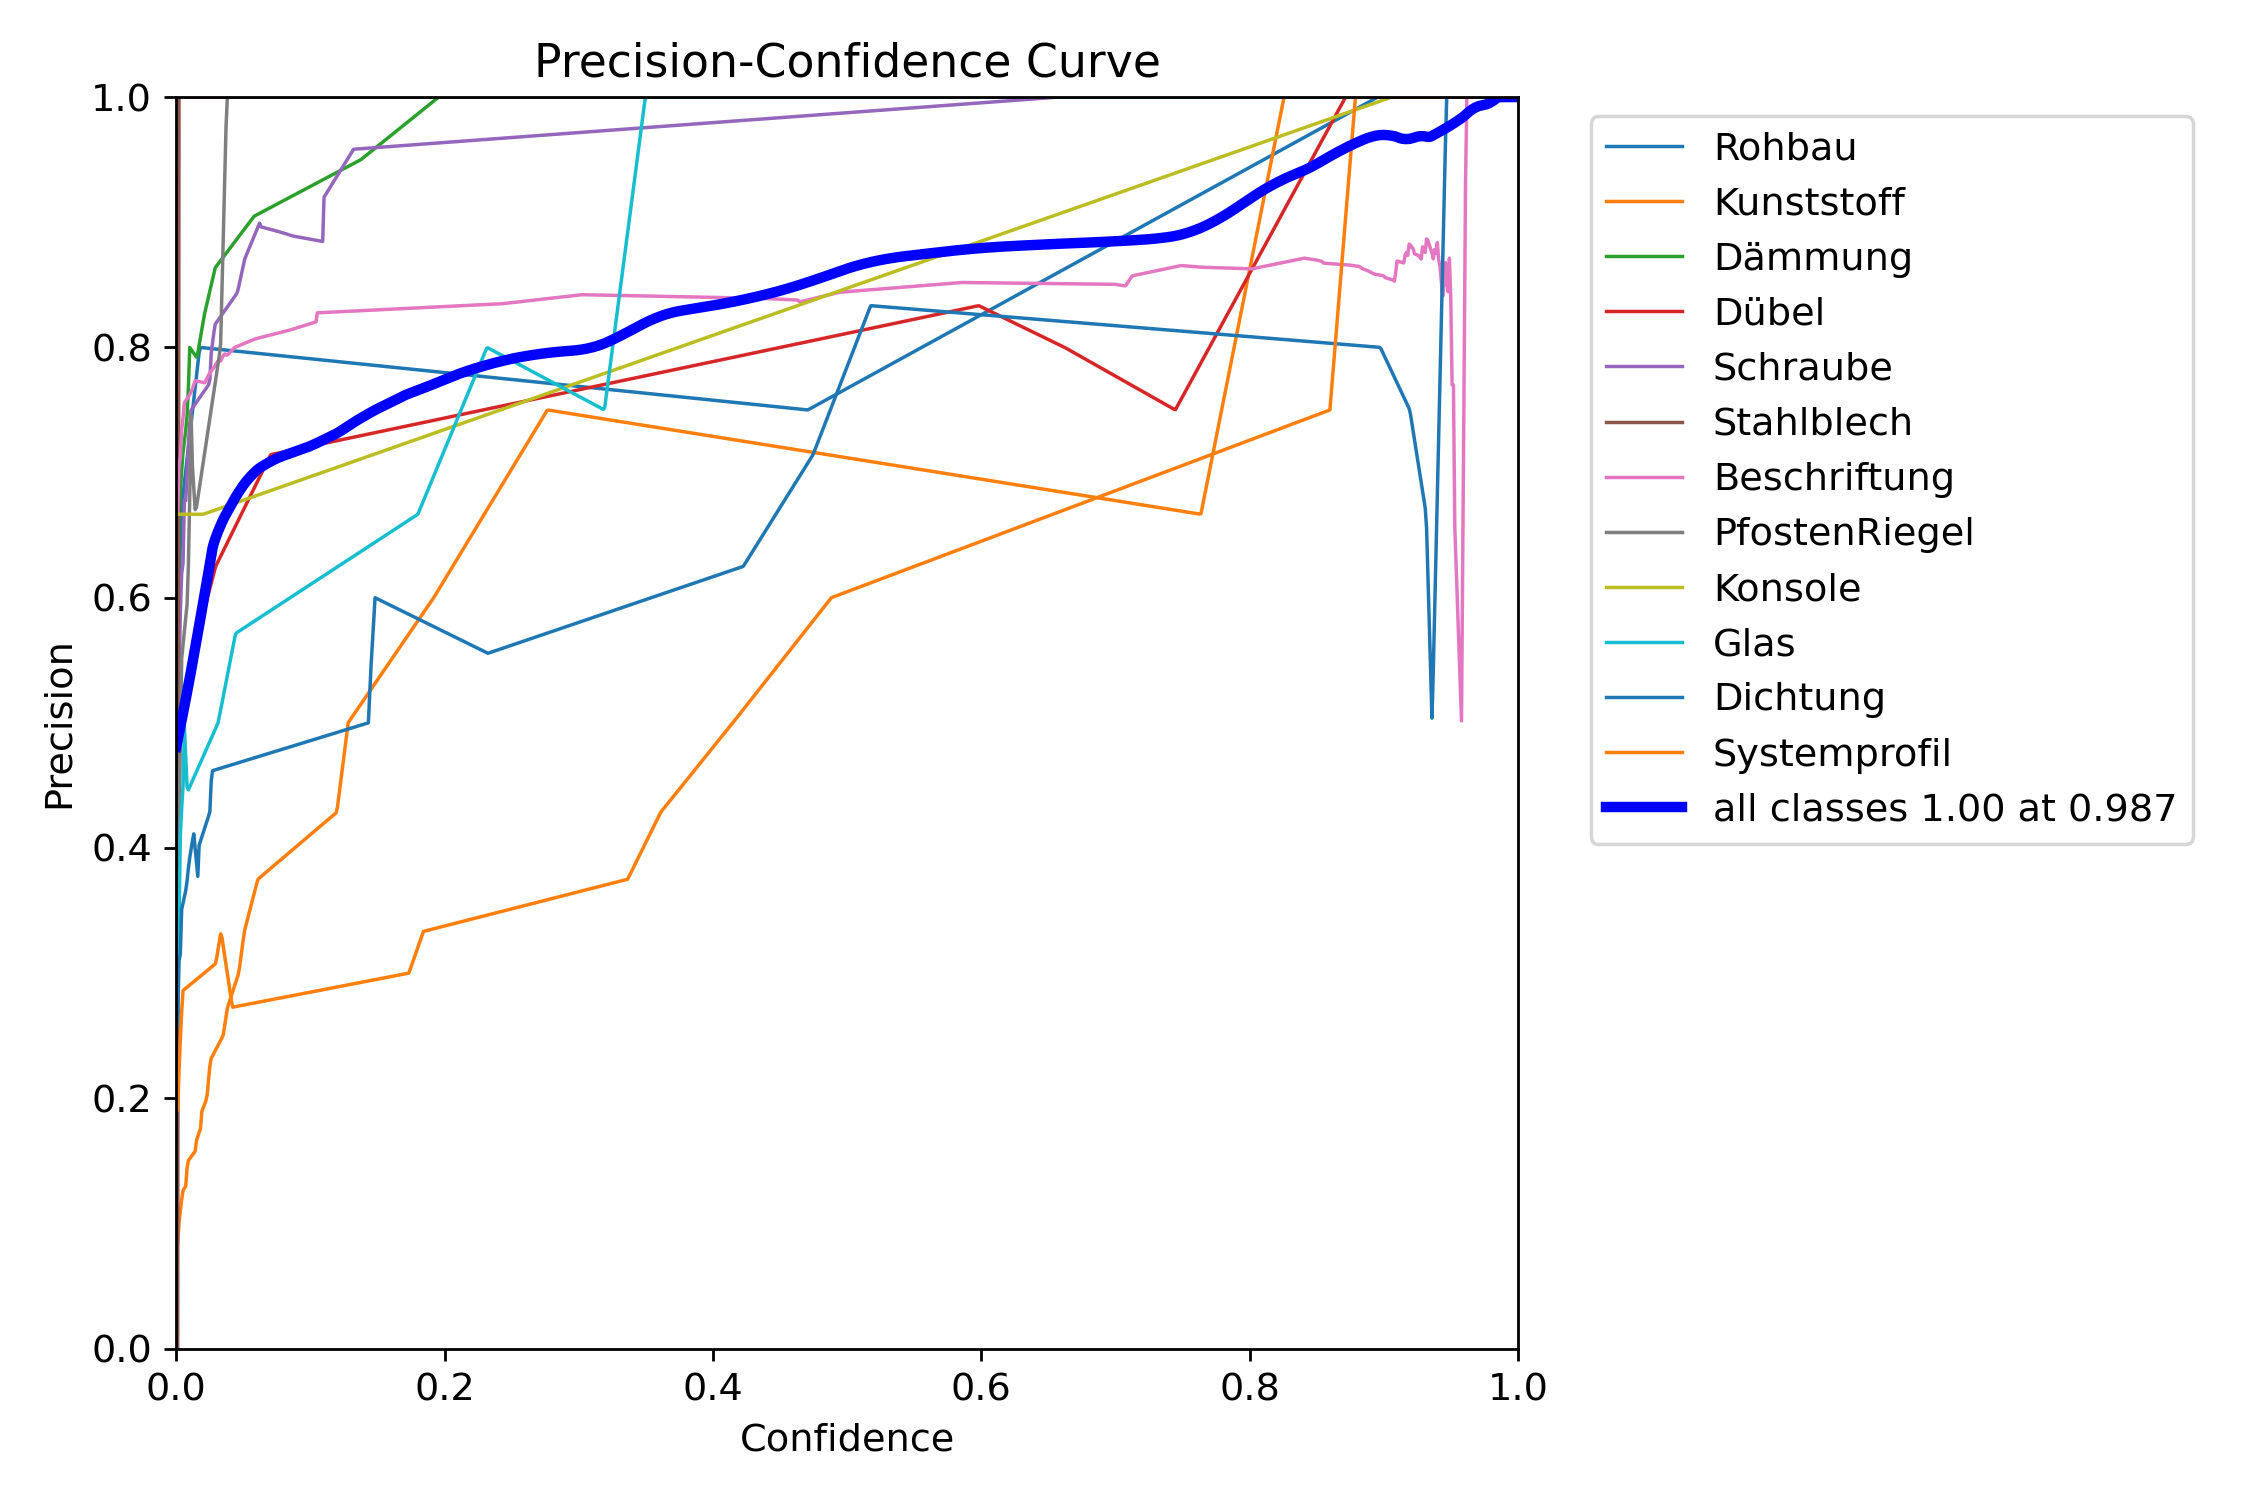 Precision-Confidence Curve
1.0
0.8
0.6
0.4
0.2
0.0
Precision
0.0 0.2 0.4 0.6 0.8 1.0
Confidence
Rohbau
Kunststoff
Dämmung
Dübel
Schraube
Stahlblech
Beschriftung
PfostenRiegel
Konsole
Glas
Dichtung
Systemprofil
all classes 1.00 at 0.987